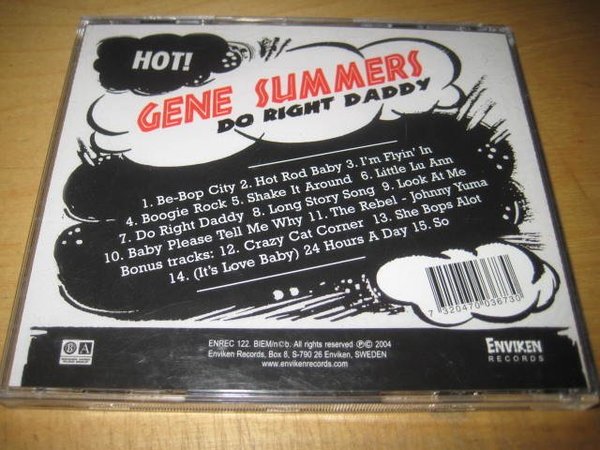 HOT!
GENE SUMMERS
DO RIGHT DADDY
1. Be-Bop City 2. Hot Rod Baby 3. I'm Flyin' In
4. Boogie Rock 5. Shake It Around 6. Little Lu Ann
7. Do Right Daddy 8. Long Story Song 9. Look At Me
10. Baby Please Tell Me Why 11. The Rebel - Johnny Yuma
Bonus tracks: 12. Crazy Cat Corner 13. She Bops Alot
14. (It's Love Baby) 24 Hours A Day 15. So
7 320470 036730
ENREC 122. BIEM/n©b. All rights reserved ℗© 2004
Enviken Records, Box 8, S-790 26 Enviken, SWEDEN
www.envikenrecords.com
B A
ENVIKEN
RECORDS